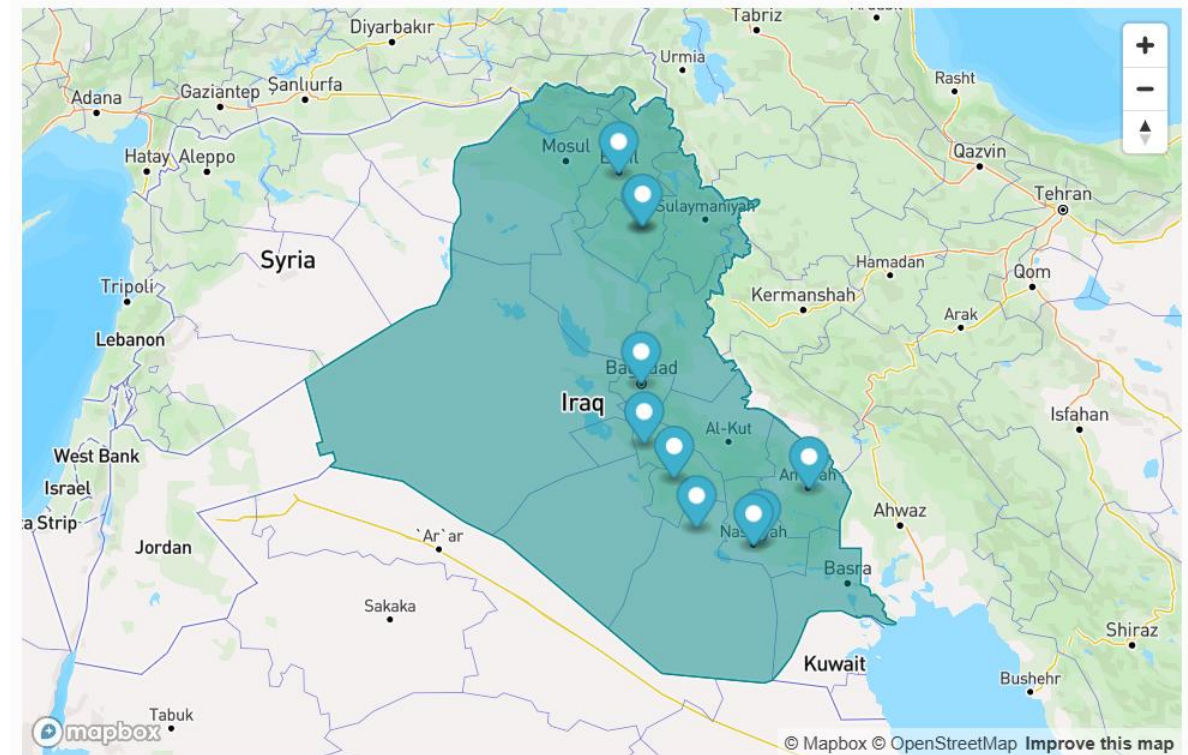 Tabriz
Diyarbakır
Urmia
Rasht
Şanlıurfa
Gaziantep
Adana
Mosul
Hatay
Aleppo
Qazvin
Tehran
Sulaymaniyah
Syria
Hamadan
Qom
Tripoli
Kermanshah
Arak
Lebanon
Iraq
Isfahan
Al-Kut
West Bank
Israel
Ahwaz
Strip
Jordan
`Ar`ar
Basra
Sakaka
Shiraz
Kuwait
Bushehr
Tabuk
mapbox
© Mapbox © OpenStreetMap Improve this map